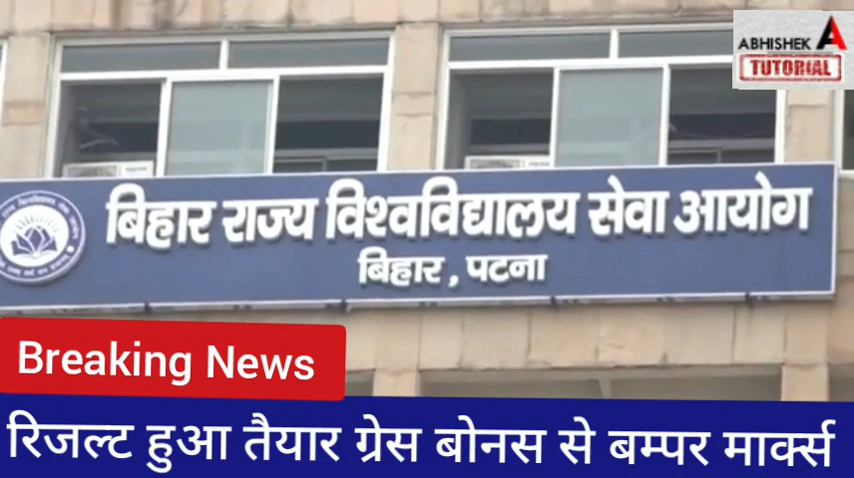 ABHISHEK A
TUTORIAL
बिहार राज्य विश्वविद्यालय सेवा आयोग
बिहार , पटना
Breaking News
रिजल्ट हुआ तैयार ग्रेस बोनस से बम्पर मार्क्स